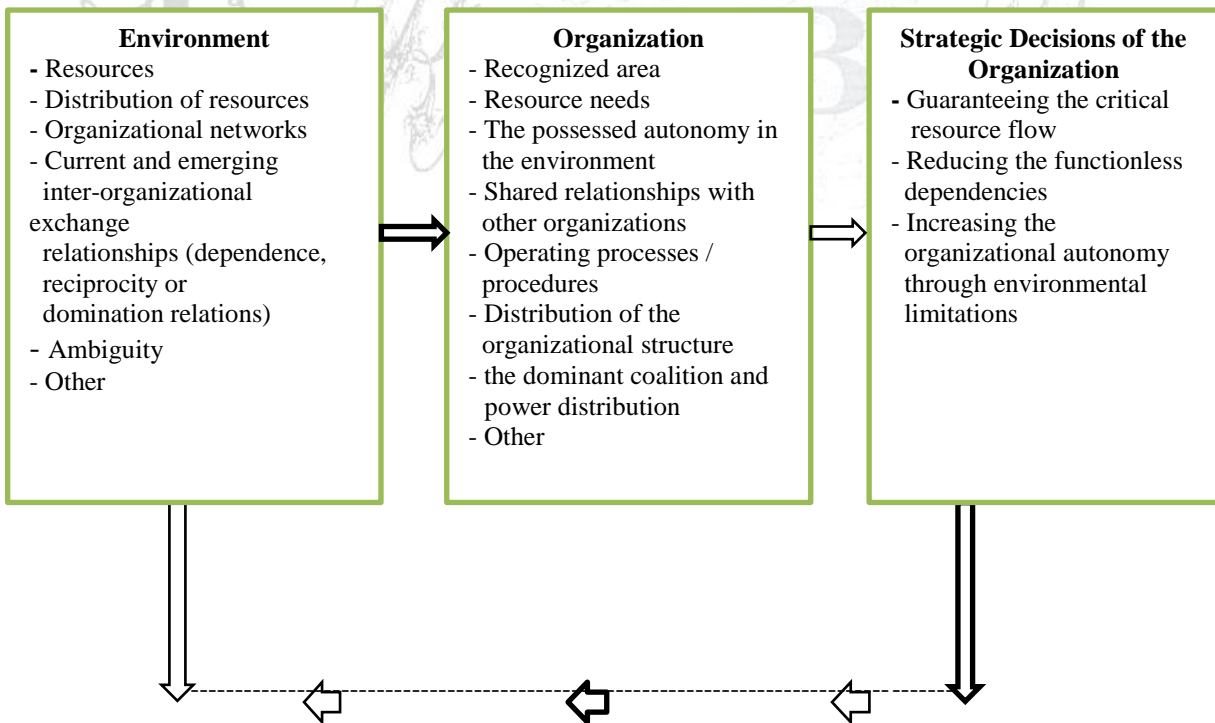 Environment
- Resources
- Distribution of resources
- Organizational networks
- Current and emerging
inter-organizational
exchange
relationships (dependence,
reciprocity or
domination relations)
- Ambiguity
- Other
Organization
- Recognized area
- Resource needs
- The possessed autonomy in
the environment
- Shared relationships with
other organizations
- Operating processes /
procedures
- Distribution of the
organizational structure
- the dominant coalition and
power distribution
- Other
Strategic Decisions of the
Organization
- Guaranteeing the critical
resource flow
- Reducing the functionless
dependencies
- Increasing the
organizational autonomy
through environmental
limitations